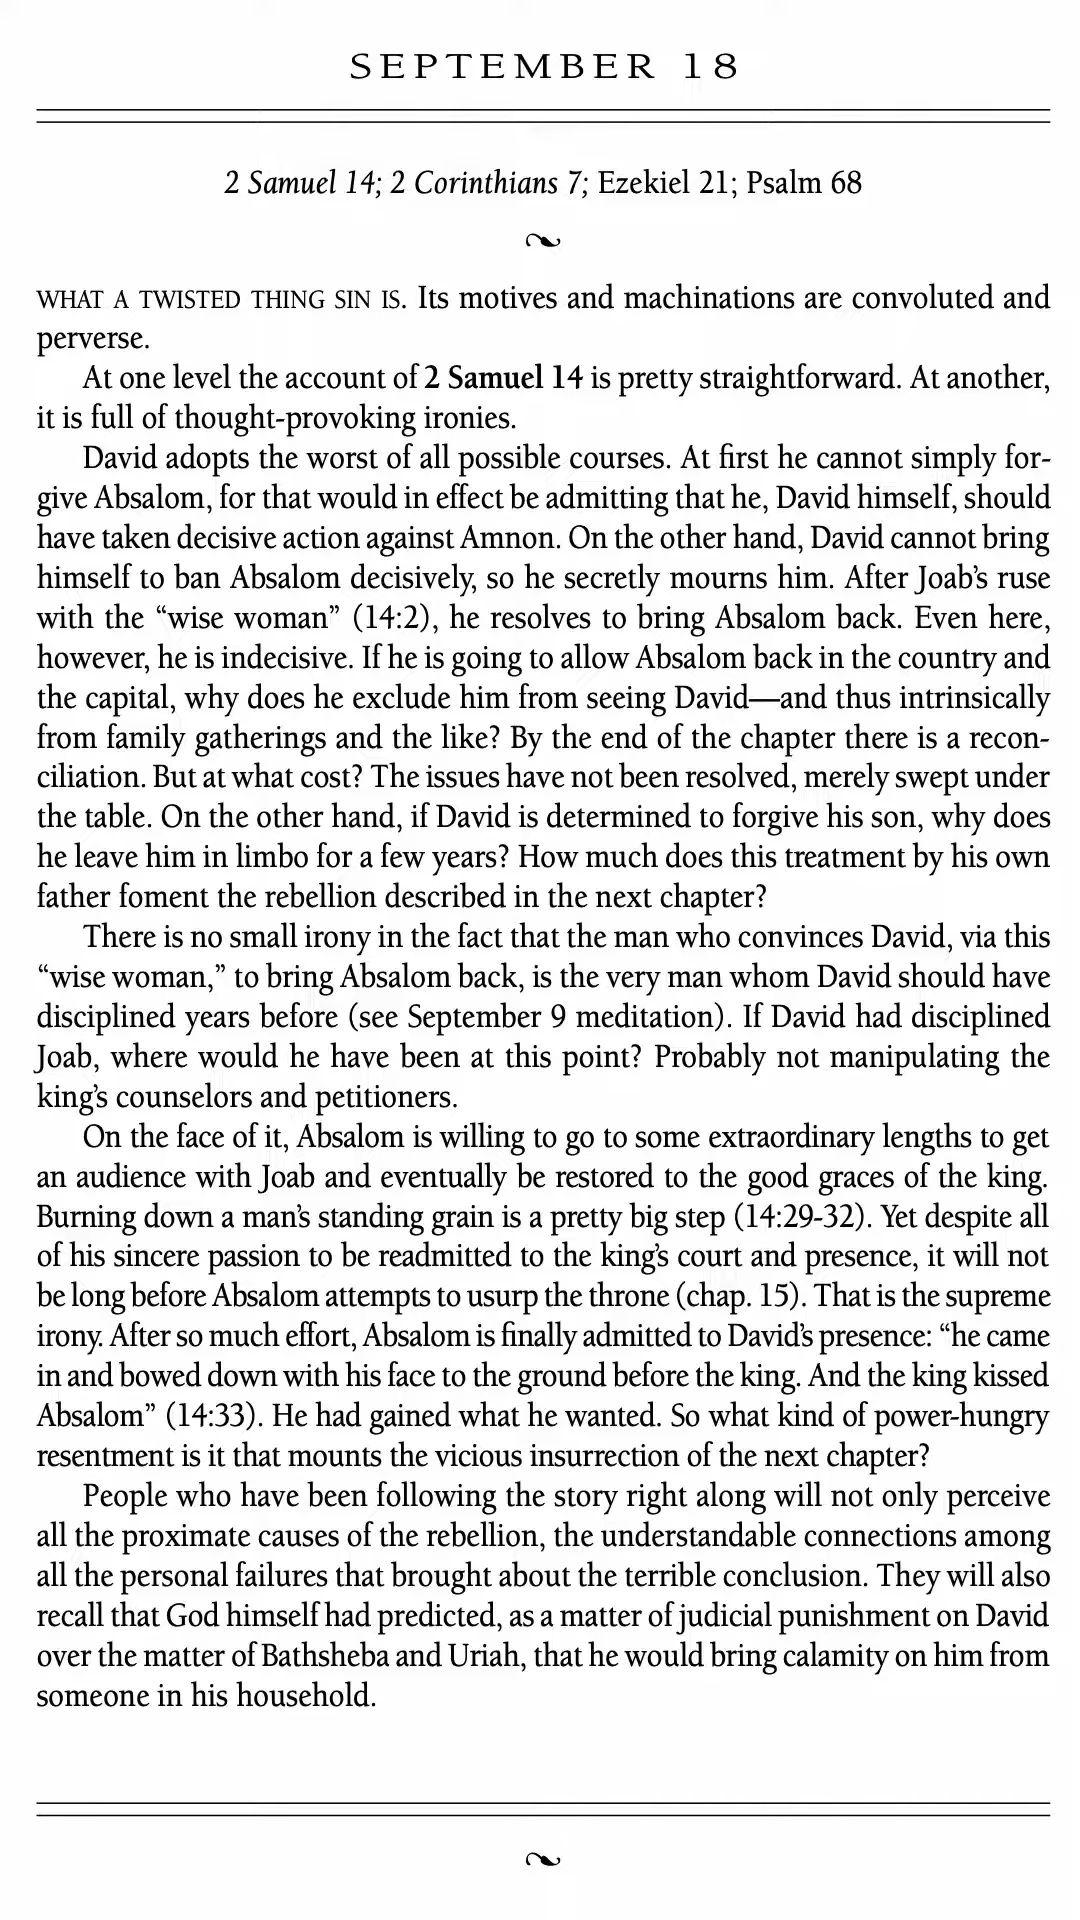 SEPTEMBER 18
2 Samuel 14; 2 Corinthians 7; Ezekiel 21; Psalm 68
WHAT A TWISTED THING SIN IS. Its motives and machinations are convoluted and
perverse.
At one level the account of 2 Samuel 14 is pretty straightforward. At another,
it is full of thought-provoking ironies.
David adopts the worst of all possible courses. At first he cannot simply for-
give Absalom, for that would in effect be admitting that he, David himself, should
have taken decisive action against Amnon. On the other hand, David cannot bring
himself to ban Absalom decisively, so he secretly mourns him. After Joab’s ruse
with the “wise woman” (14:2), he resolves to bring Absalom back. Even here,
however, he is indecisive. If he is going to allow Absalom back in the country and
the capital, why does he exclude him from seeing David—and thus intrinsically
from family gatherings and the like? By the end of the chapter there is a recon-
ciliation. But at what cost? The issues have not been resolved, merely swept under
the table. On the other hand, if David is determined to forgive his son, why does
he leave him in limbo for a few years? How much does this treatment by his own
father foment the rebellion described in the next chapter?
There is no small irony in the fact that the man who convinces David, via this
“wise woman,” to bring Absalom back, is the very man whom David should have
disciplined years before (see September 9 meditation). If David had disciplined
Joab, where would he have been at this point? Probably not manipulating the
king’s counselors and petitioners.
On the face of it, Absalom is willing to go to some extraordinary lengths to get
an audience with Joab and eventually be restored to the good graces of the king.
Burning down a man’s standing grain is a pretty big step (14:29-32). Yet despite all
of his sincere passion to be readmitted to the king’s court and presence, it will not
be long before Absalom attempts to usurp the throne (chap. 15). That is the supreme
irony. After so much effort, Absalom is finally admitted to David’s presence: “he came
in and bowed down with his face to the ground before the king. And the king kissed
Absalom” (14:33). He had gained what he wanted. So what kind of power-hungry
resentment is it that mounts the vicious insurrection of the next chapter?
People who have been following the story right along will not only perceive
all the proximate causes of the rebellion, the understandable connections among
all the personal failures that brought about the terrible conclusion. They will also
recall that God himself had predicted, as a matter of judicial punishment on David
over the matter of Bathsheba and Uriah, that he would bring calamity on him from
someone in his household.